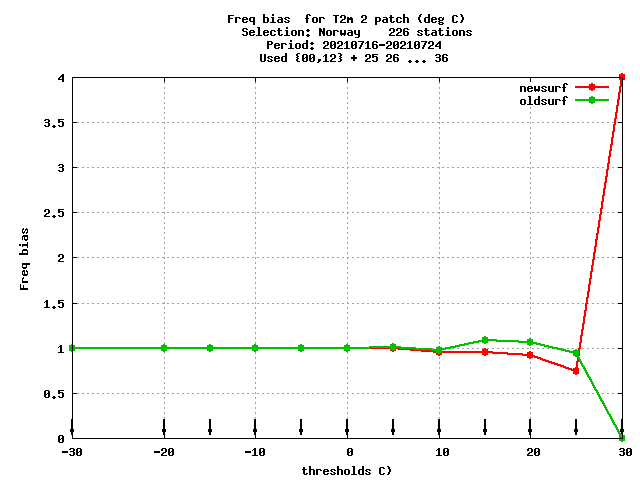 Freq bias  for T2m 2 patch (deg C)
Selection: Norway    226 stations
Period: 20210716-20210724
Used {00,12} + 25 26 ... 36
newsurf
oldsurf
4
3.5
3
2.5
2
1.5
1
0.5
0
Freq bias
-30
-20
-10
0
10
20
30
thresholds C)